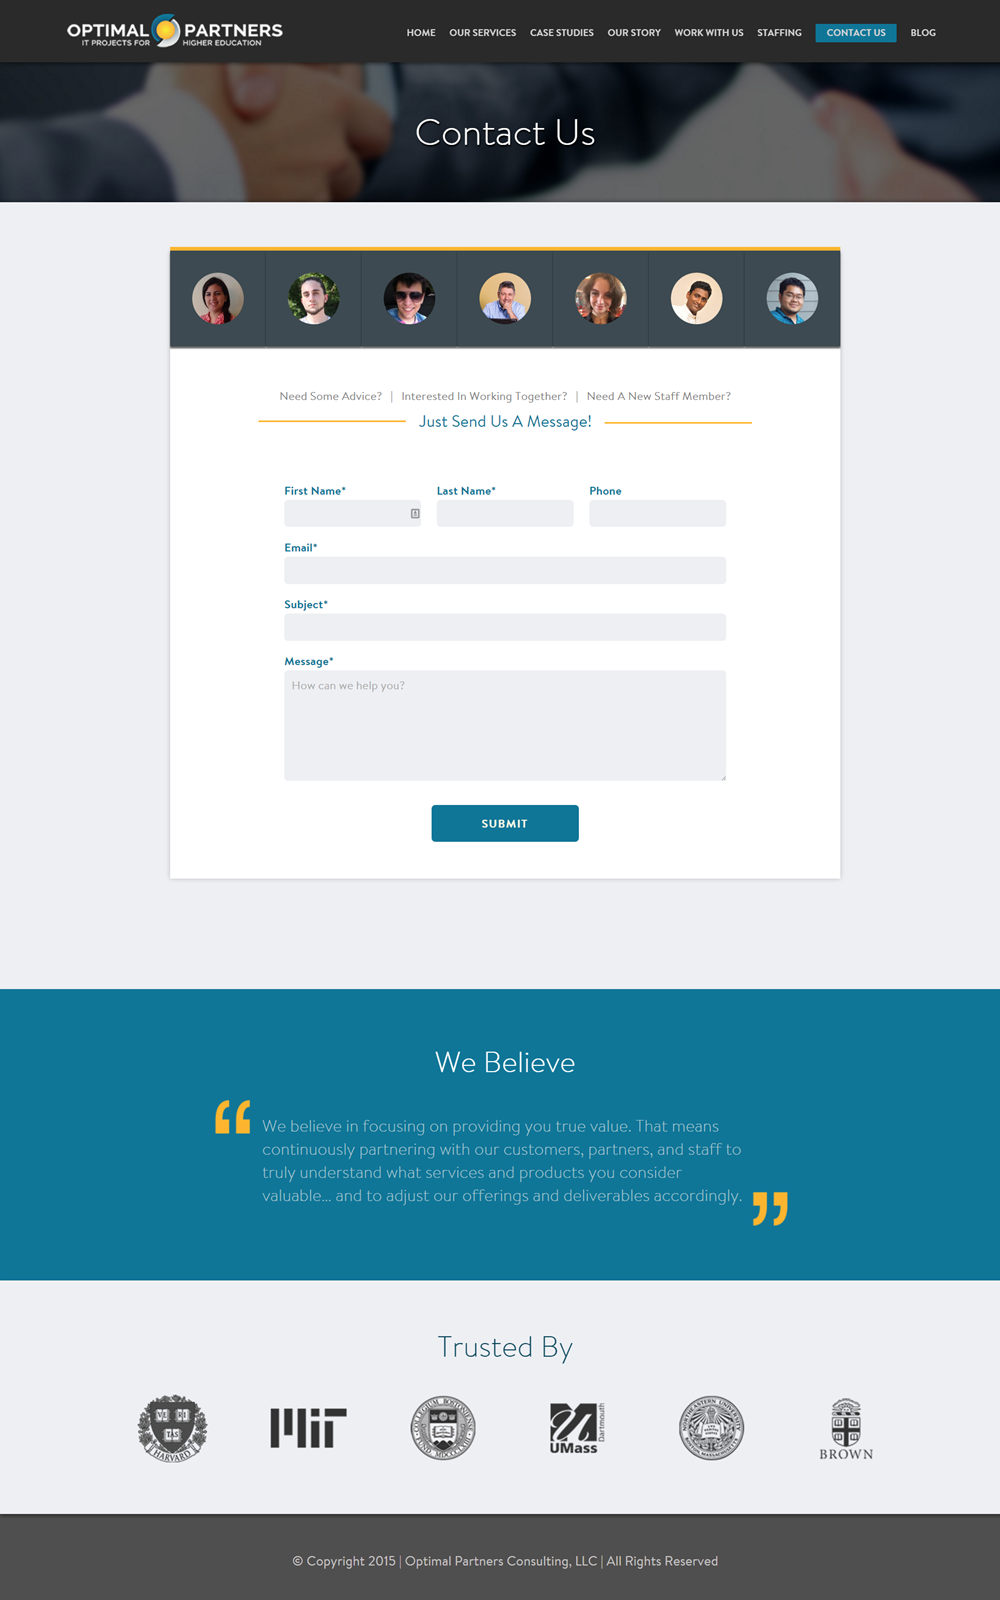 OPTIMAL PARTNERS
IT PROJECTS FOR HIGHER EDUCATION
HOME OUR SERVICES CASE STUDIES OUR STORY WORK WITH US STAFFING CONTACT US BLOG
Contact Us
Need Some Advice? | Interested In Working Together? | Need A New Staff Member?
Just Send Us A Message!
First Name* Last Name* Phone
Email*
Subject*
Message*
How can we help you?
SUBMIT
We Believe
“
We believe in focusing on providing you true value. That means
continuously partnering with our customers, partners, and staff to
truly understand what services and products you consider
valuable... and to adjust our offerings and deliverables accordingly.
”
Trusted By
HARVARD
MIT
UMass
Dartmouth
NORTHEASTERN UNIVERSITY
BROWN
© Copyright 2015 | Optimal Partners Consulting, LLC | All Rights Reserved